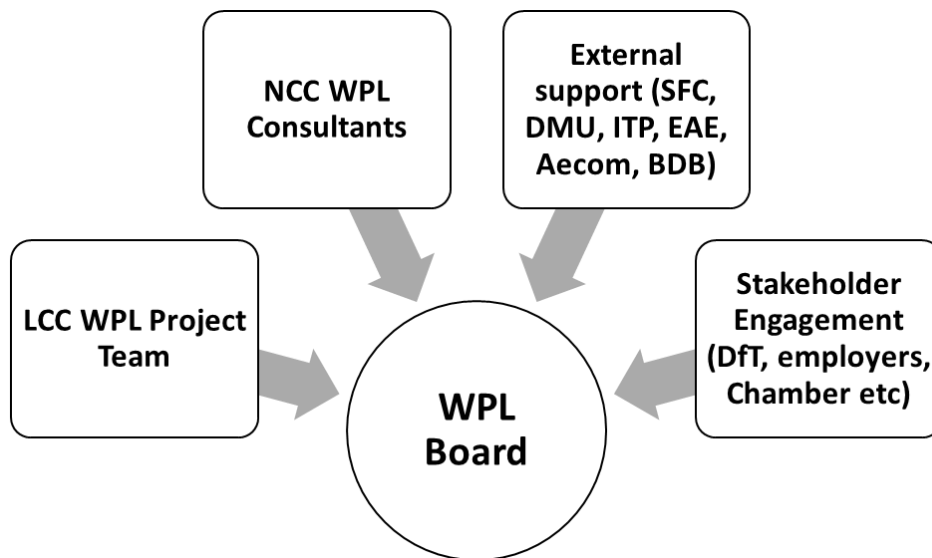 NCC WPL
Consultants
External
support (SFC,
DMU, ITP, EAE,
Aecom, BDB)
LCC WPL Project
Team
Stakeholder
Engagement
(DfT, employers,
Chamber etc)
WPL
Board